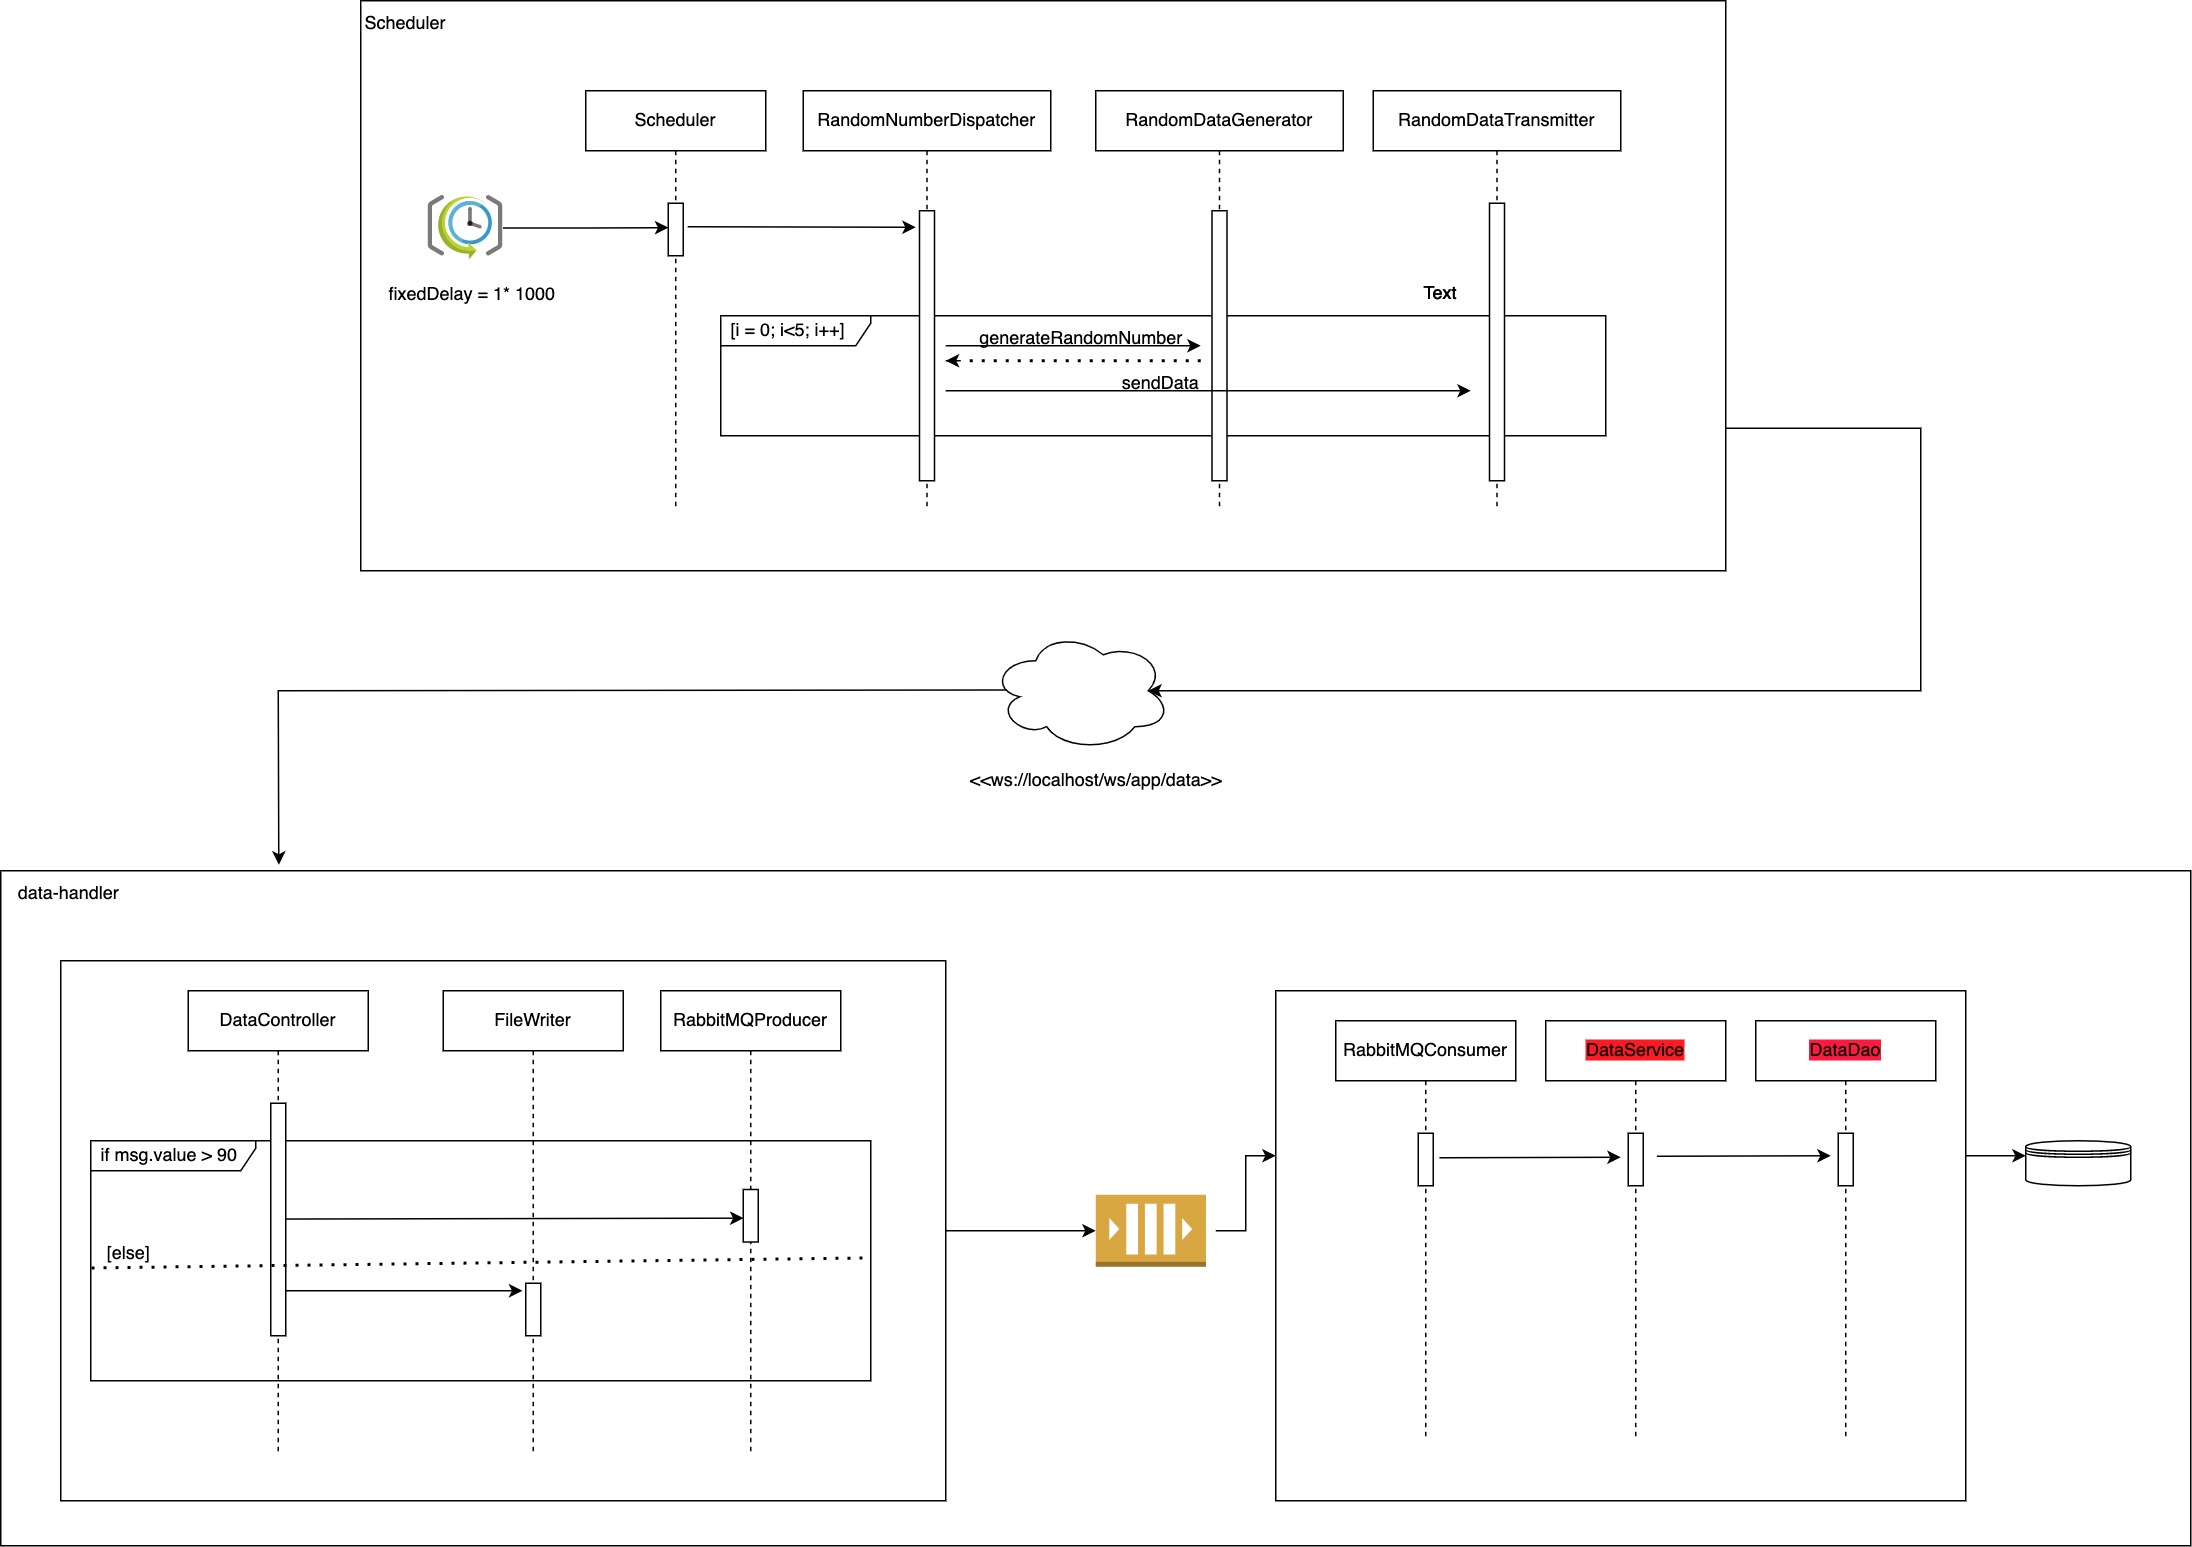 Scheduler
Scheduler
RandomNumberDispatcher
RandomDataGenerator
RandomDataTransmitter
fixedDelay = 1* 1000
Text
[i = 0; i<5; i++]
generateRandomNumber
sendData
<<ws://localhost/ws/app/data>>
data-handler
DataController
FileWriter
RabbitMQProducer
if msg.value > 90
[else]
RabbitMQConsumer
DataService
DataDao